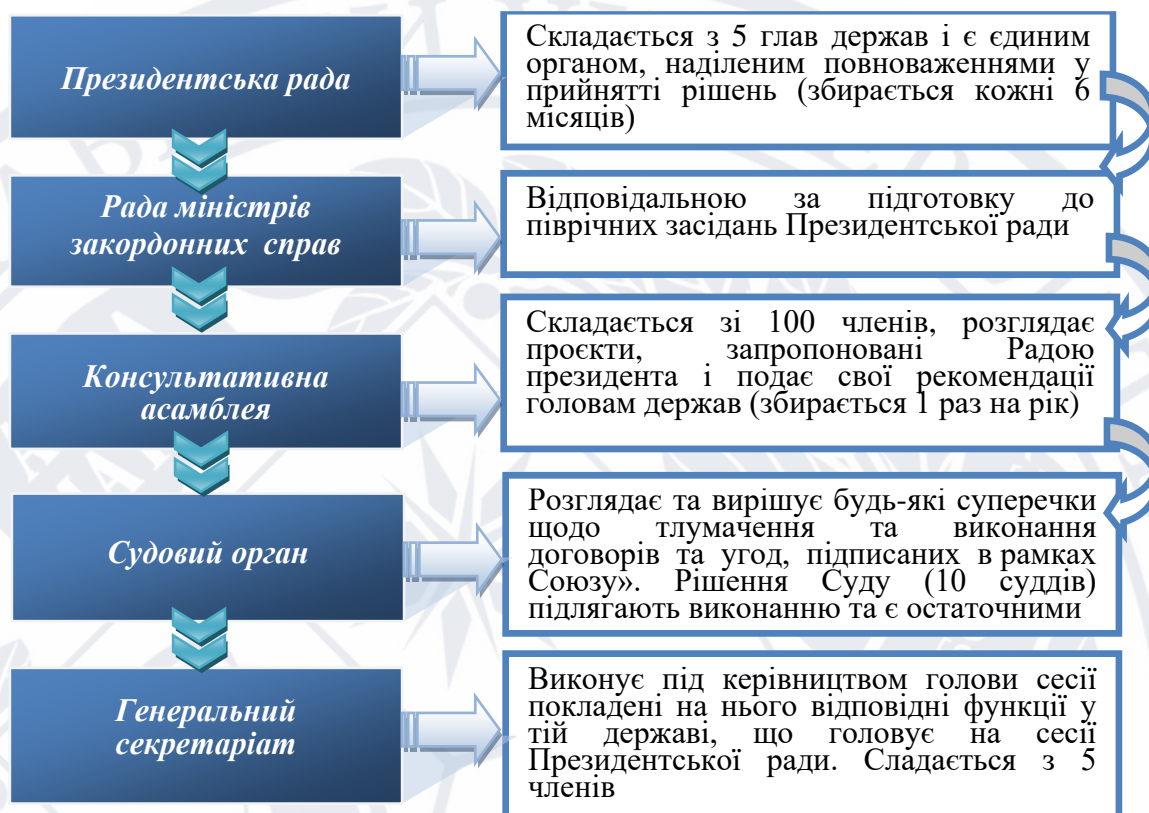 Президентська рада
Складається з 5 глав держав і є єдиним
органом, наділеним повноваженнями у
прийнятті рішень (збирається кожні 6
місяців)
Рада міністрів
закордонних справ
Відповідальною за підготовку до
піврічних засідань Президентської ради
Консультативна
асамблея
Складається зі 100 членів, розглядає
проєкти, запропоновані Радою
президента і подає свої рекомендації
головам держав (збирається 1 раз на рік)
Судовий орган
Розглядає та вирішує будь-які суперечки
щодо тлумачення та виконання
договорів та угод, підписаних в рамках
Союзу». Рішення Суду (10 суддів)
підлягають виконанню та є остаточними
Генеральний
секретаріат
Виконує під керівництвом голови сесії
покладені на нього відповідні функції у
тій державі, що головує на сесії
Президентської ради. Сладається з 5
членів